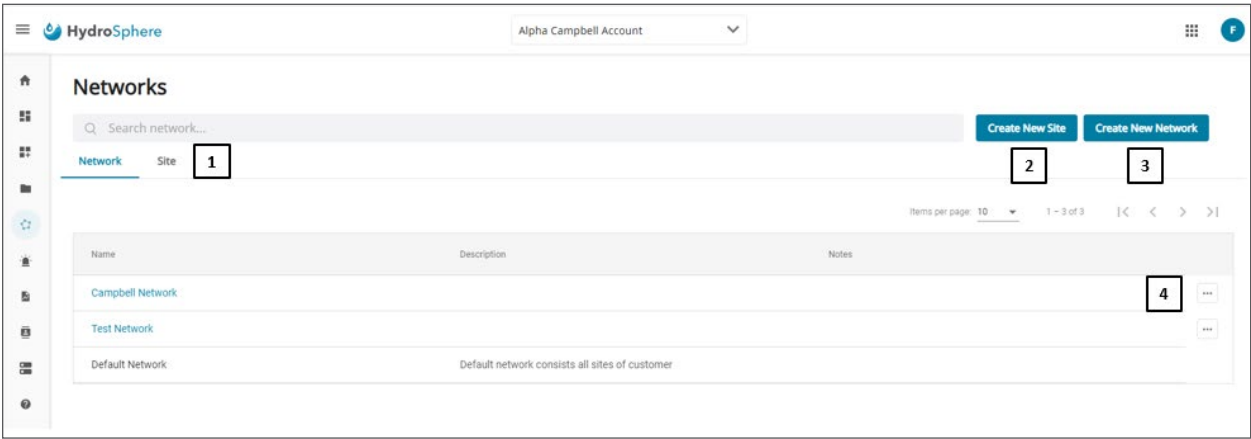 HydroSphere
Alpha Campbell Account
F
Networks
Search network...
Create New Site
Create New Network
Network
Site
1
2
3
Items per page: 10
1 – 3 of 3
Name
Description
Notes
Campbell Network
4
Test Network
Default Network
Default network consists all sites of customer